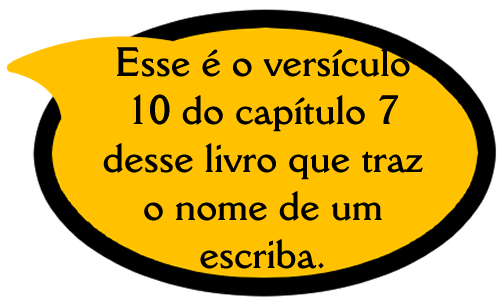 Esse é o versículo
10 do capítulo 7
desse livro que traz
o nome de um
escriba.